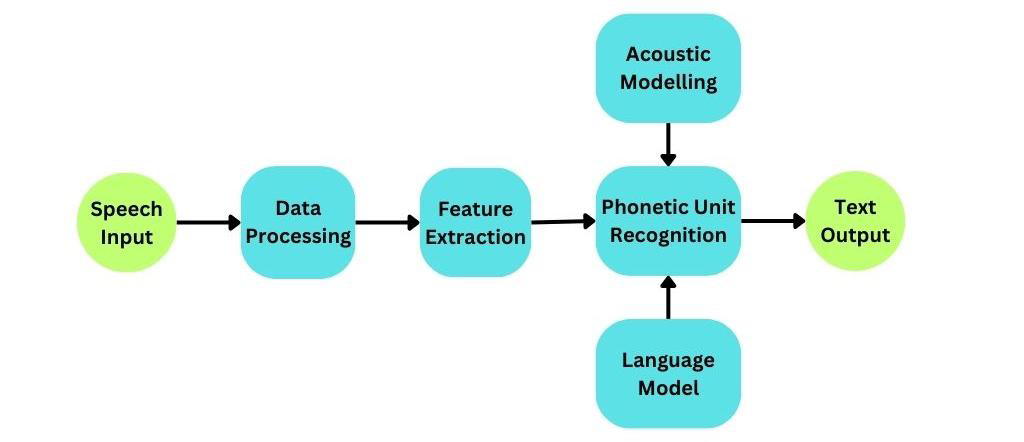 Acoustic
Modelling
Speech
Input
Data
Processing
Feature
Extraction
Phonetic Unit
Recognition
Text
Output
Language
Model